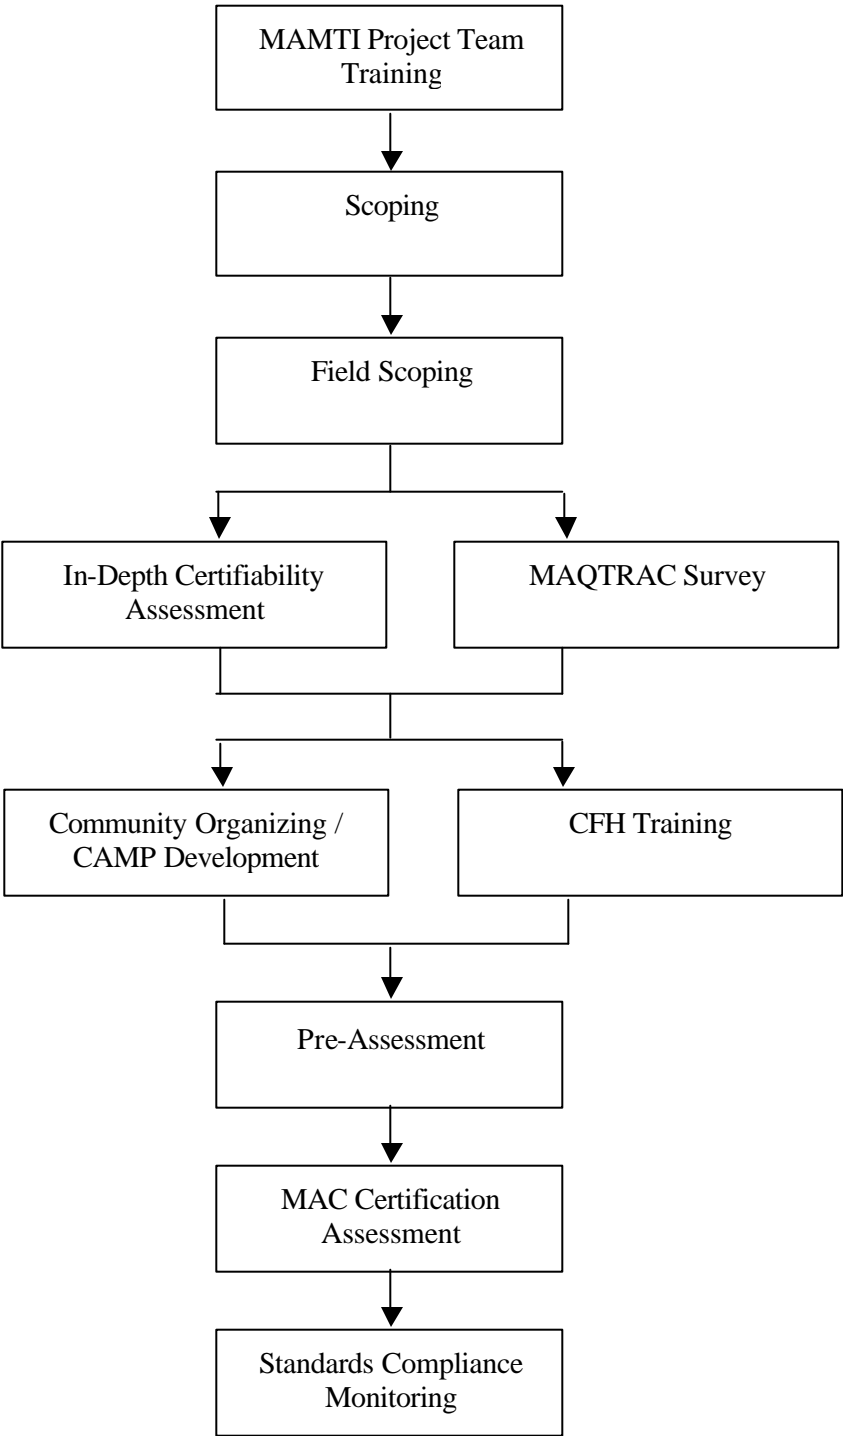 MAMTI Project Team
Training
Scoping
Field Scoping
In-Depth Certifiability
Assessment
MAQTRAC Survey
Community Organizing /
CAMP Development
CFH Training
Pre-Assessment
MAC Certification
Assessment
Standards Compliance
Monitoring